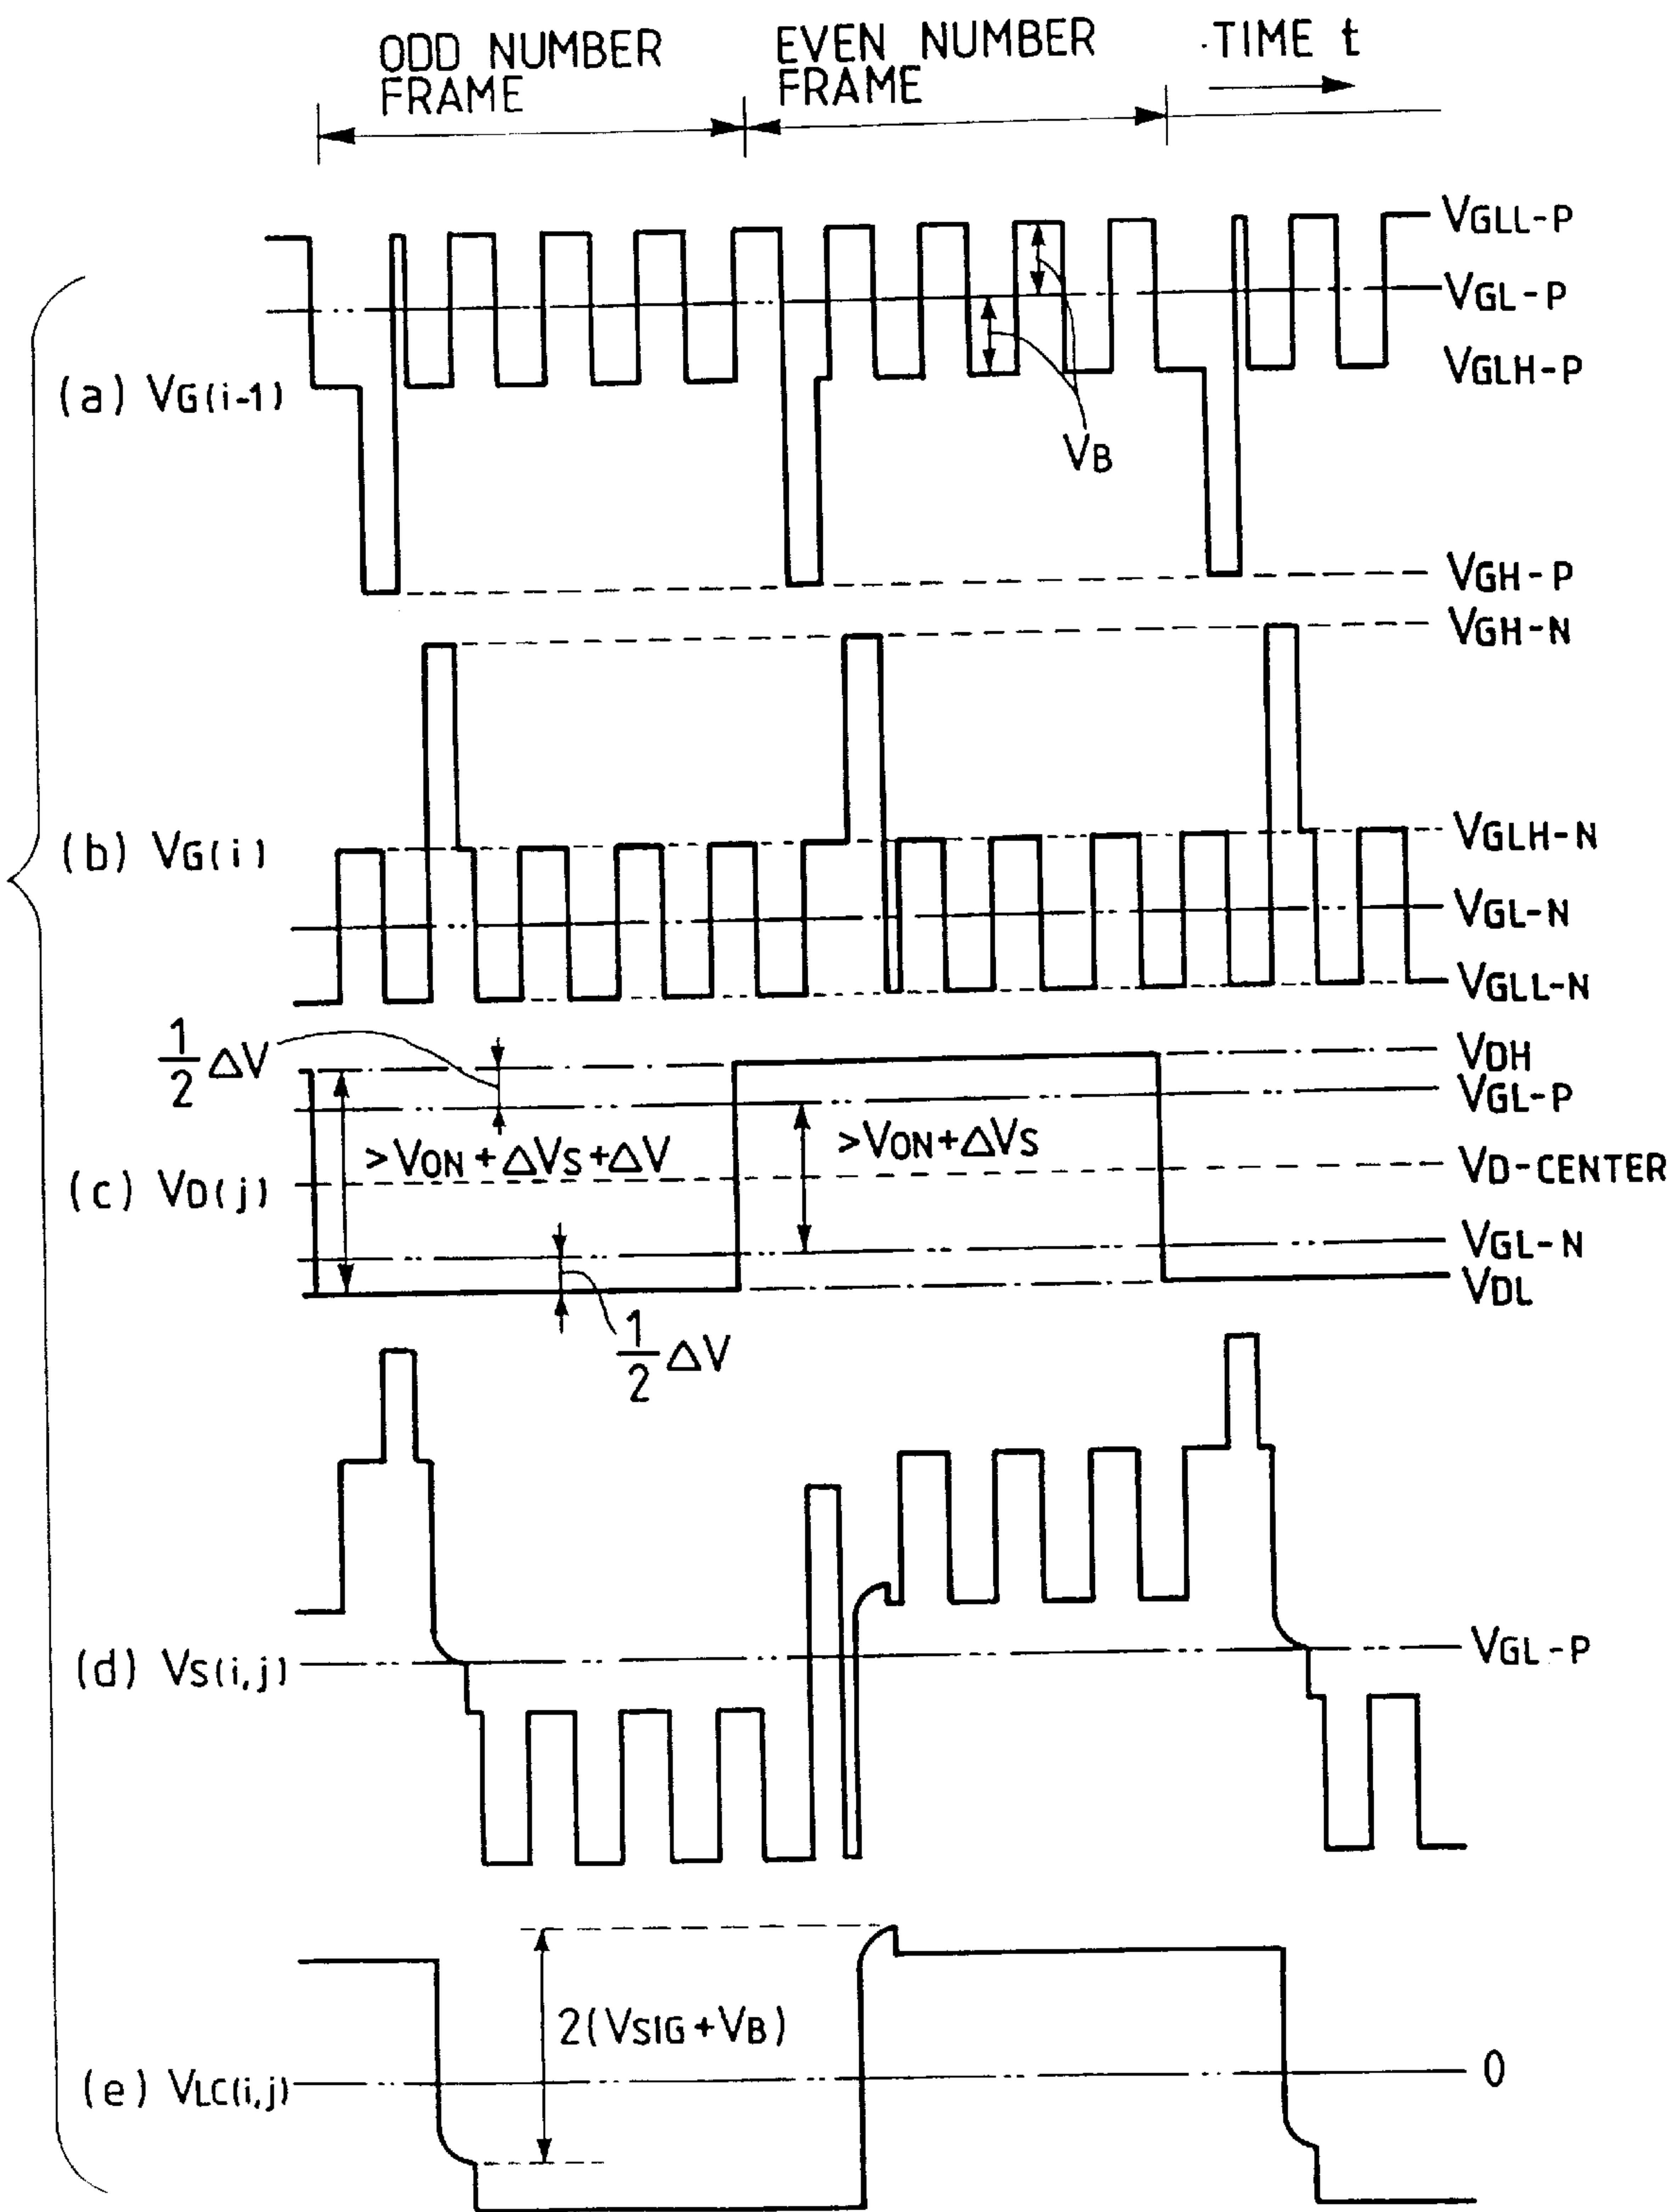 ODD NUMBER FRAME
EVEN NUMBER FRAME
TIME t
VGLL-P
VGL-P
(a) VG(i-1)
VGLH-P
VB
VGH-P
VGH-N
(b) VG(i)
VGLH-N
VGL-N
VGLL-N
1/2 ΔV
VDH
VGL-P
>VON+ΔVS+ΔV
>VON+ΔVS
(c) VD(j)
VD-CENTER
VGL-N
VDL
1/2 ΔV
(d) VS(i,j)
VGL-P
2(VSIG+VB)
(e) VLC(i,j)
0